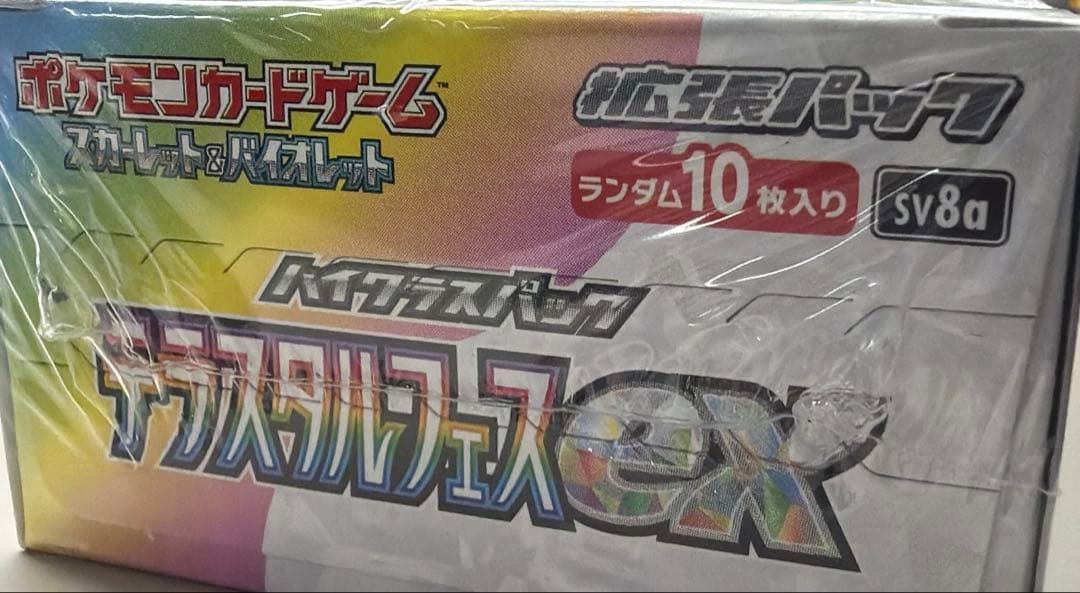 ポケモンカードゲーム™
スカーレット&バイオレット
拡張パック
ランダム10枚入り
sv8a
ハイクラスパック
テラスタルフェスex